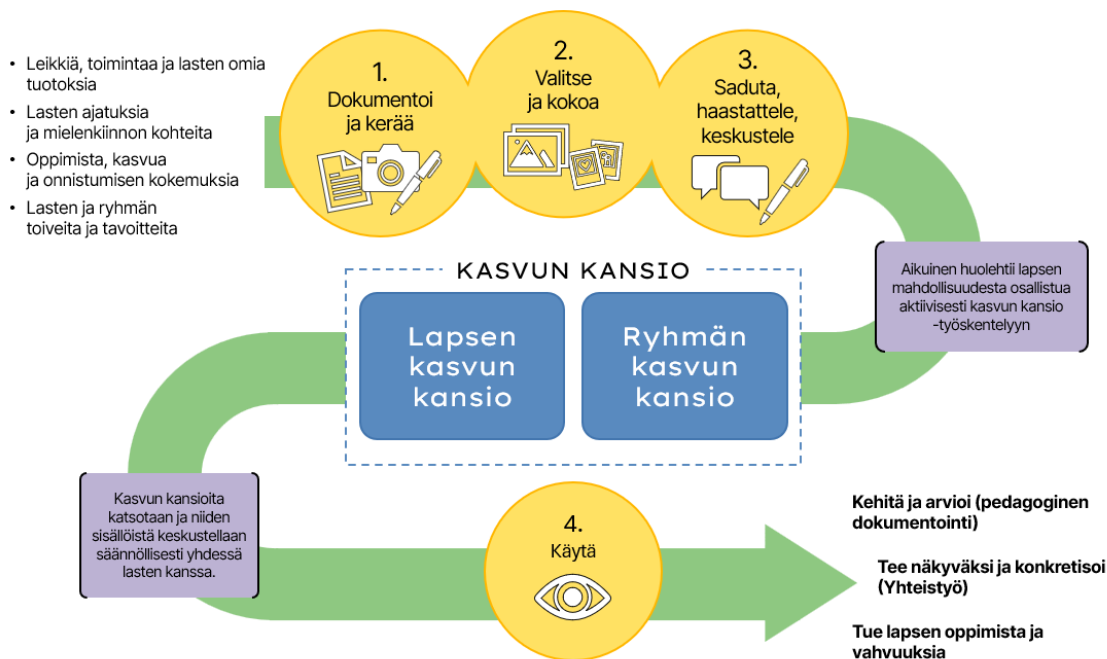 • Leikkiä, toimintaa ja lasten omia
tuotoksia
• Lasten ajatuksia
ja mielenkiinnon kohteita
• Oppimista, kasvua
ja onnistumisen kokemuksia
• Lasten ja ryhmän
toiveita ja tavoitteita
1.
Dokumentoi
ja kerää
2.
Valitse
ja kokoa
3.
Saduta,
haastattele,
keskustele
Aikuinen huolehtii lapsen
mahdollisuudesta osallistua
aktiivisesti kasvun kansio
-työskentelyyn
KASVUN KANSIO
Lapsen
kasvun
kansio
Ryhmän
kasvun
kansio
Kasvun kansioita
katsotaan ja niiden
sisällöistä keskustellaan
säännöllisesti yhdessä
lasten kanssa.
4.
Käytä
Kehitä ja arvioi (pedagoginen
dokumentointi)
Tee näkyväksi ja konkretisoi
(Yhteistyö)
Tue lapsen oppimista ja
vahvuuksia